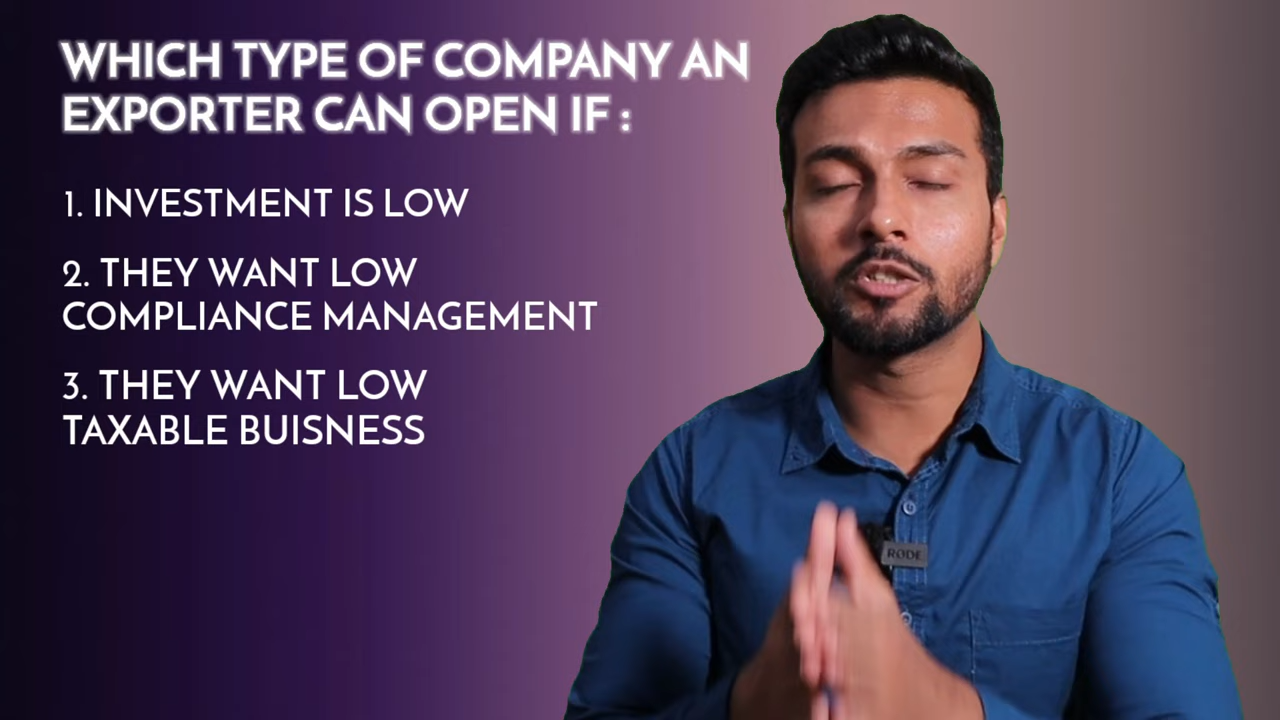 WHICH TYPE OF COMPANY AN
EXPORTER CAN OPEN IF :
1. INVESTMENT IS LOW
2. THEY WANT LOW
COMPLIANCE MANAGEMENT
3. THEY WANT LOW
TAXABLE BUISNESS
RØDE